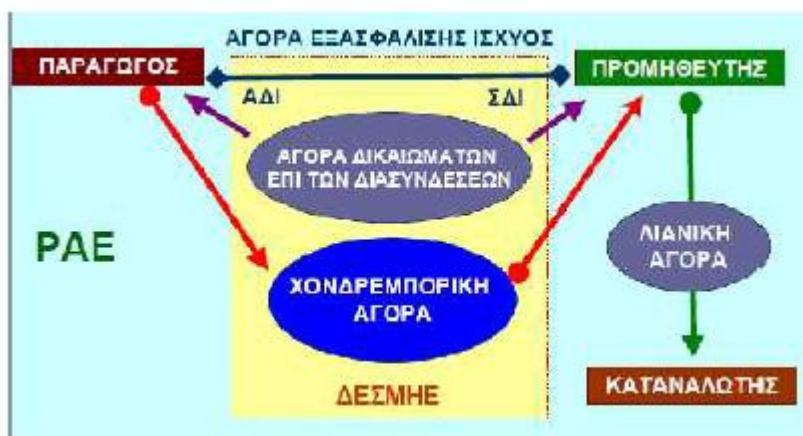 ΑΓΟΡΑ ΕΞΑΣΦΑΛΙΣΗΣ ΙΣΧΥΟΣ
ΠΑΡΑΓΩΓΟΣ
ΠΡΟΜΗΘΕΥΤΗΣ
ΑΔΙ
ΣΔΙ
ΑΓΟΡΑ ΔΙΚΑΙΩΜΑΤΩΝ
ΕΠΙ ΤΩΝ ΔΙΑΣΥΝΔΕΣΕΩΝ
ΡΑΕ
ΛΙΑΝΙΚΗ
ΑΓΟΡΑ
ΧΟΝΔΡΕΜΠΟΡΙΚΗ
ΑΓΟΡΑ
ΔΕΣΜΗΕ
ΚΑΤΑΝΑΛΩΤΗΣ